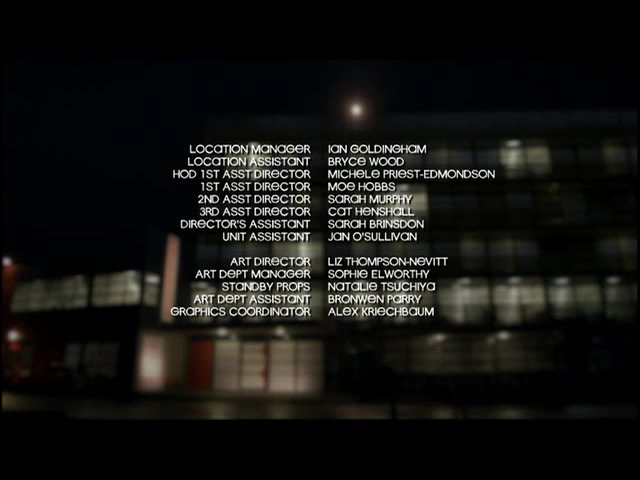 LOCATION MANAGER IAN GOLDINGHAM
LOCATION ASSISTANT BRYCE WOOD
HOD 1ST ASST DIRECTOR MICHELE PRIEST-EDMONDSON
1ST ASST DIRECTOR MOE HOBBS
2ND ASST DIRECTOR SARAH MURPHY
3RD ASST DIRECTOR CAT HENSHALL
DIRECTOR'S ASSISTANT SARAH BRINSDON
UNIT ASSISTANT JAN O'SULLIVAN
ART DIRECTOR LIZ THOMPSON-NEVITT
ART DEPT MANAGER SOPHIE ELWORTHY
STANDBY PROPS NATALIE TSUCHIYA
ART DEPT ASSISTANT BRONWEN PARRY
GRAPHICS COORDINATOR ALEX KRIECHBAUM